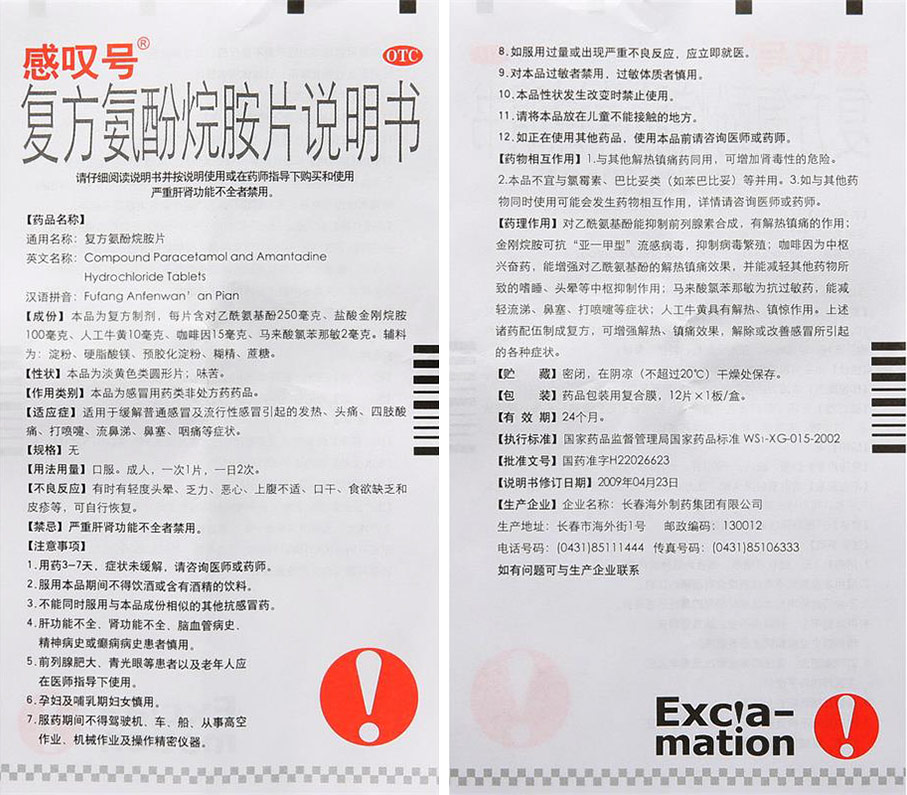 感叹号®
OTC
复方氨酚烷胺片说明书
请仔细阅读说明书并按说明使用或在药师指导下购买和使用
严重肝肾功能不全者禁用。
【药品名称】
通用名称：复方氨酚烷胺片
英文名称：Compound Paracetamol and Amantadine
Hydrochloride Tablets
汉语拼音：Fufang Anfenwan'an Pian
【成份】本品为复方制剂，每片含对乙酰氨基酚250毫克、盐酸金刚烷胺
100毫克、人工牛黄10毫克、咖啡因15毫克、马来酸氯苯那敏2毫克。辅料
为：淀粉、硬脂酸镁、预胶化淀粉、糊精、蔗糖。
【性状】本品为淡黄色类圆形片；味苦。
【作用类别】本品为感冒用药类非处方药药品。
【适应症】适用于缓解普通感冒及流行性感冒引起的发热、头痛、四肢酸
痛、打喷嚏、流鼻涕、鼻塞、咽痛等症状。
【规格】无
【用法用量】口服。成人，一次1片，一日2次。
【不良反应】有时有轻度头晕、乏力、恶心、上腹不适、口干、食欲缺乏和
皮疹等，可自行恢复。
【禁忌】严重肝肾功能不全者禁用。
【注意事项】
1.用药3-7天，症状未缓解，请咨询医师或药师。
2.服用本品期间不得饮酒或含有酒精的饮料。
3.不能同时服用与本品成份相似的其他抗感冒药。
4.肝功能不全、肾功能不全、脑血管病史、
精神病史或癫痫病史患者慎用。
5.前列腺肥大、青光眼等患者以及老年人应
在医师指导下使用。
6.孕妇及哺乳期妇女慎用。
7.服药期间不得驾驶机、车、船、从事高空
作业、机械作业及操作精密仪器。
8.如服用过量或出现严重不良反应，应立即就医。
9.对本品过敏者禁用，过敏体质者慎用。
10.本品性状发生改变时禁止使用。
11.请将本品放在儿童不能接触的地方。
12.如正在使用其他药品，使用本品前请咨询医师或药师。
【药物相互作用】1.与其他解热镇痛药同用，可增加肾毒性的危险。
2.本品不宜与氯霉素、巴比妥类（如苯巴比妥）等并用。3.如与其他药
物同时使用可能会发生药物相互作用，详情请咨询医师或药师。
【药理作用】对乙酰氨基酚能抑制前列腺素合成，有解热镇痛的作用；
金刚烷胺可抗“亚—甲型”流感病毒，抑制病毒繁殖；咖啡因为中枢
兴奋药，能增强对乙酰氨基酚的解热镇痛效果，并能减轻其他药物所
致的嗜睡、头晕等中枢抑制作用；马来酸氯苯那敏为抗过敏药，能减
轻流涕、鼻塞、打喷嚏等症状；人工牛黄具有解热、镇惊作用。上述
诸药配伍制成复方，可增强解热、镇痛效果，解除或改善感冒所引起
的各种症状。
【贮　　藏】密闭，在阴凉（不超过20℃）干燥处保存。
【包　　装】药品包装用复合膜，12片×1板/盒。
【有 效 期】24个月。
【执行标准】国家药品监督管理局国家药品标准 WS₁-XG-015-2002
【批准文号】国药准字H22026623
【说明书修订日期】2009年04月23日
【生产企业】企业名称：长春海外制药集团有限公司
生产地址：长春市海外街1号　邮政编码：130012
电话号码：(0431)85111444 传真号码：(0431)85106333
如有问题可与生产企业联系
Excla-
mation